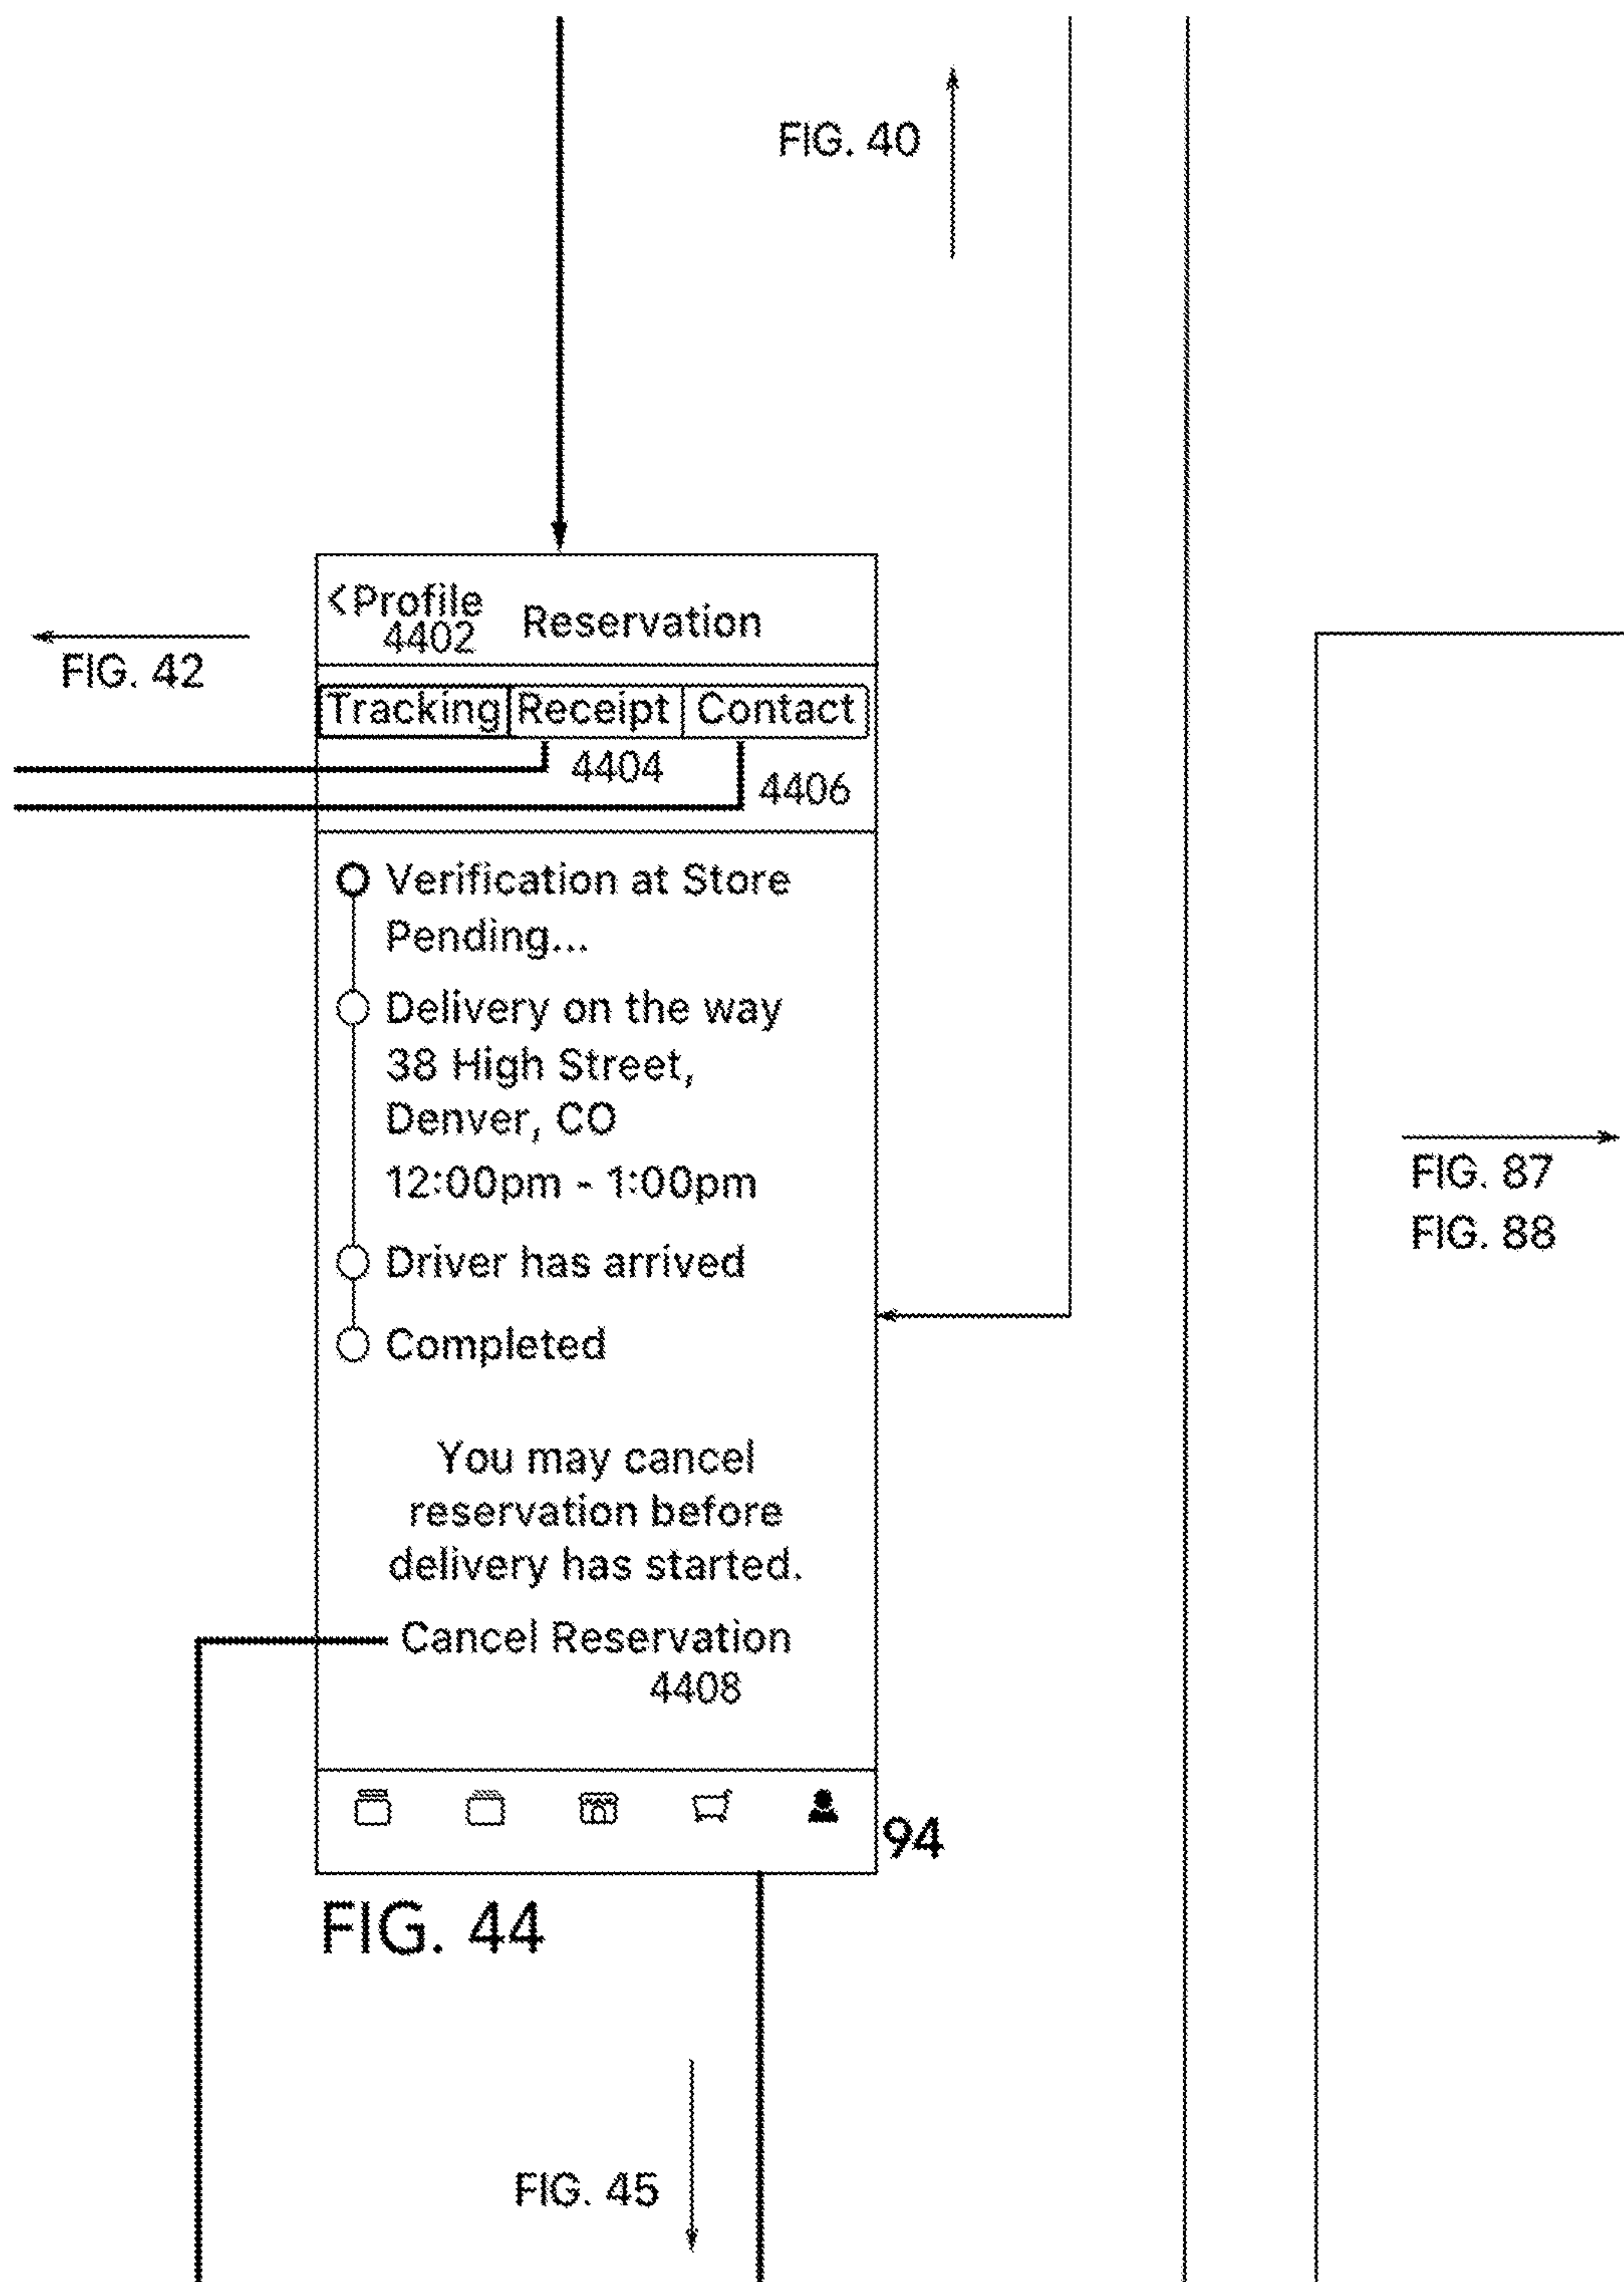 FIG. 40
<Profile
4402
Reservation
FIG. 42
Tracking Receipt Contact
4404
4406
Verification at Store
Pending...
Delivery on the way
38 High Street,
Denver, CO
12:00pm - 1:00pm
FIG. 87
FIG. 88
Driver has arrived
Completed
You may cancel
reservation before
delivery has started.
Cancel Reservation
4408
94
FIG. 44
FIG. 45